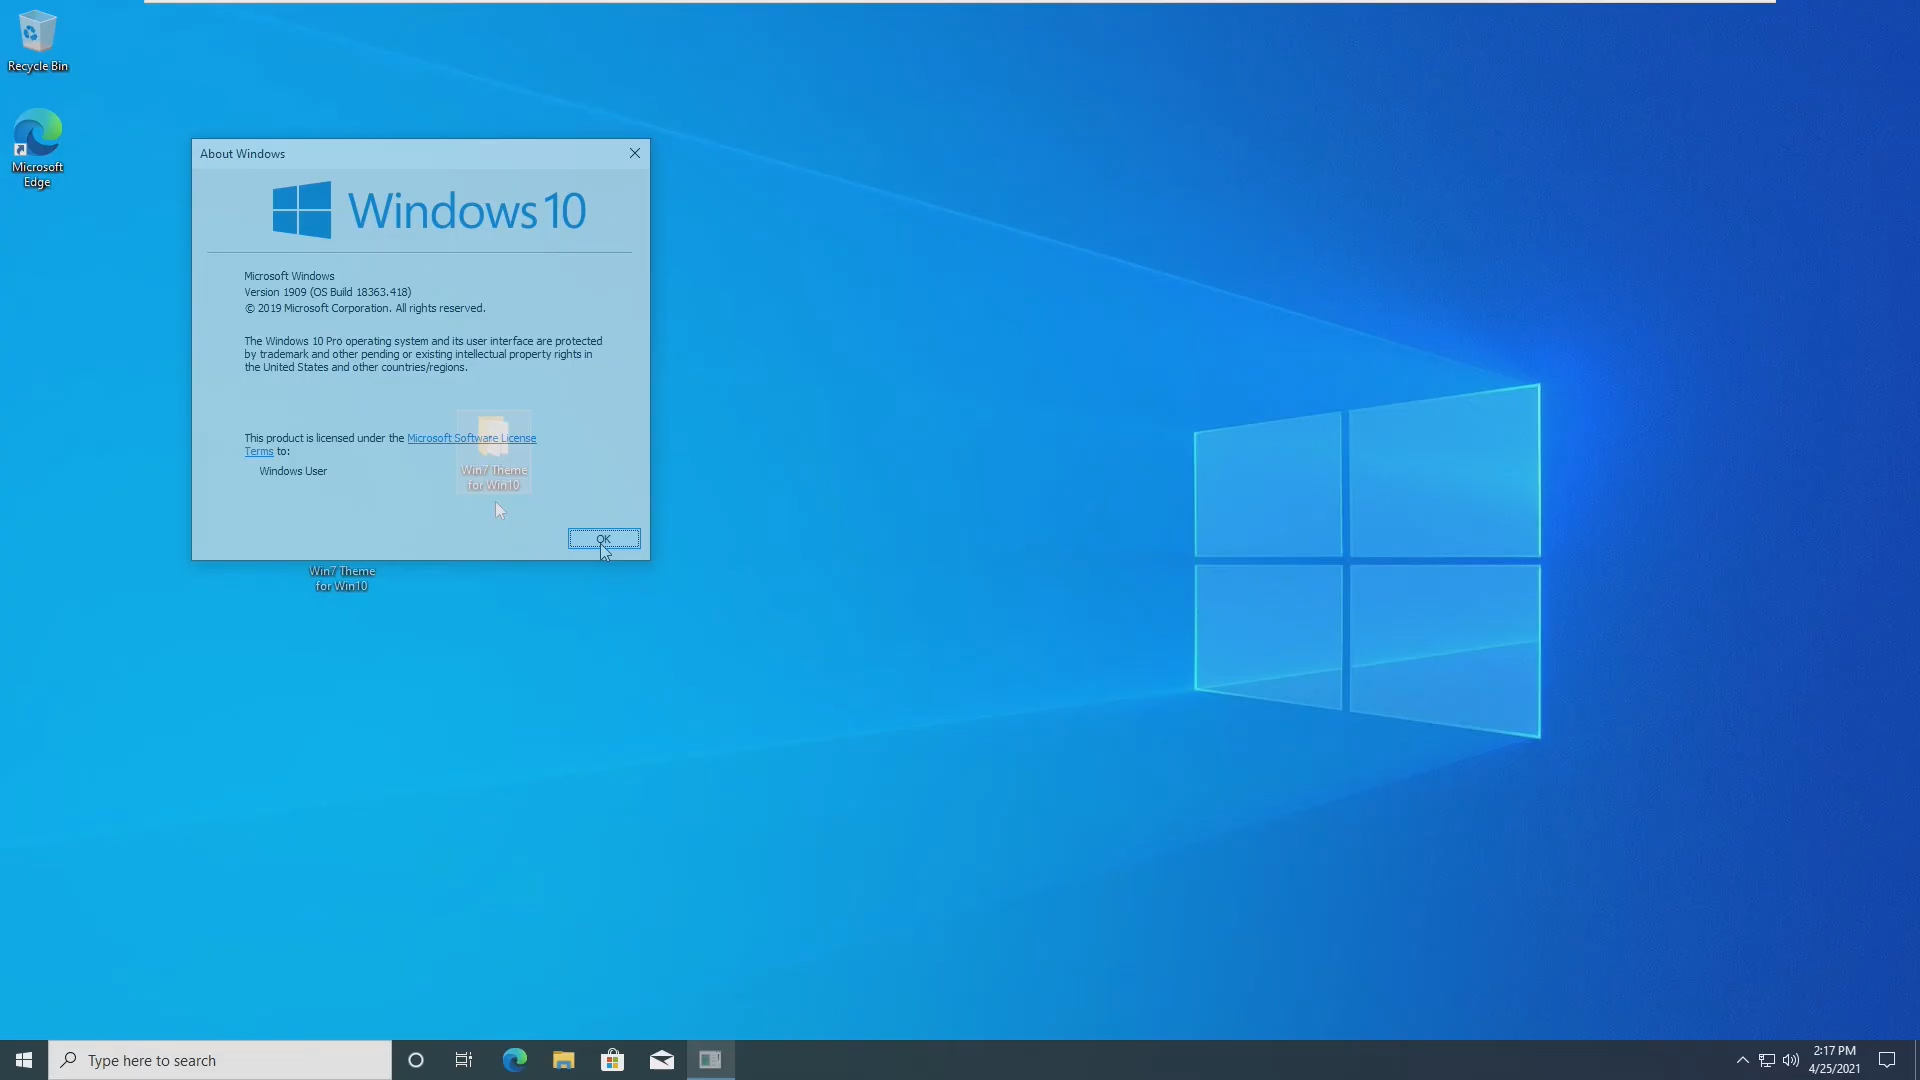 Recycle Bin
Microsoft
Edge
About Windows
Windows 10
Microsoft Windows
Version 1909 (OS Build 18363.418)
© 2019 Microsoft Corporation. All rights reserved.
The Windows 10 Pro operating system and its user interface are protected
by trademark and other pending or existing intellectual property rights in
the United States and other countries/regions.
This product is licensed under the Microsoft Software License
Terms to:
Windows User
Win7 Theme
for Win10
OK
Win7 Theme
for Win10
Type here to search
2:17 PM
4/25/2021